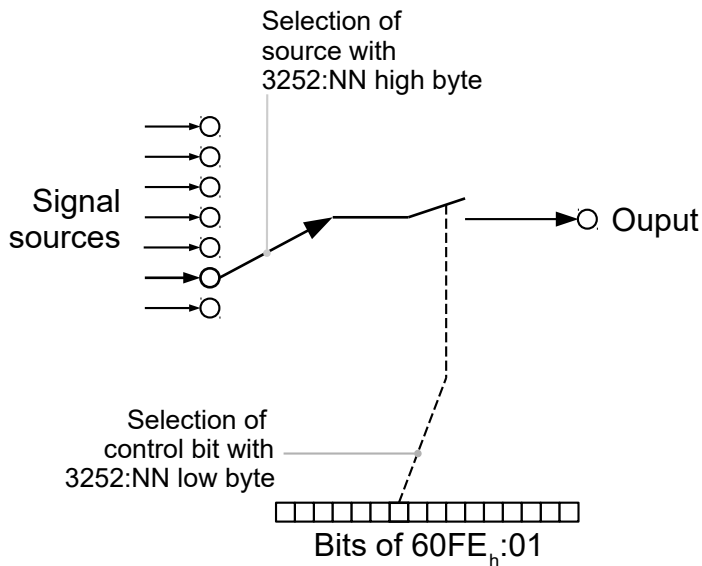 Selection of
source with
3252:NN high byte
Signal
sources
Ouput
Selection of
control bit with
3252:NN low byte
Bits of 60FEh:01